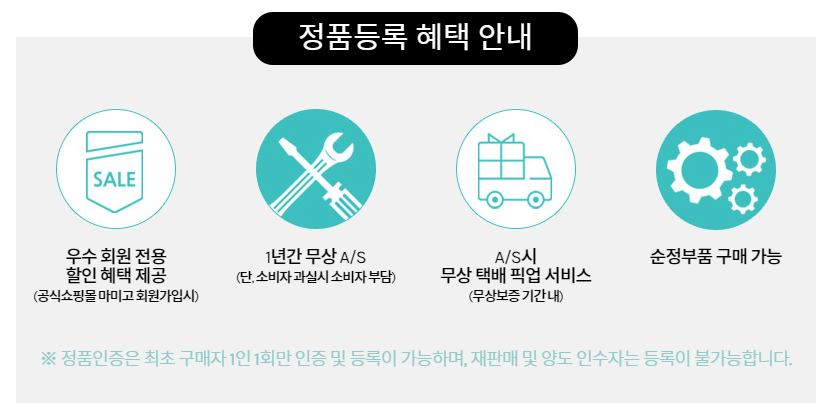 정품등록 혜택 안내
SALE
우수 회원 전용
할인 혜택 제공
(공식쇼핑몰 마미고 회원가입시)
1년간 무상 A/S
(단, 소비자 과실시 소비자 부담)
A/S시
무상 택배 픽업 서비스
(무상보증 기간 내)
순정부품 구매 가능
※ 정품인증은 최초 구매자 1인 1회만 인증 및 등록이 가능하며, 재판매 및 양도 인수자는 등록이 불가능합니다.